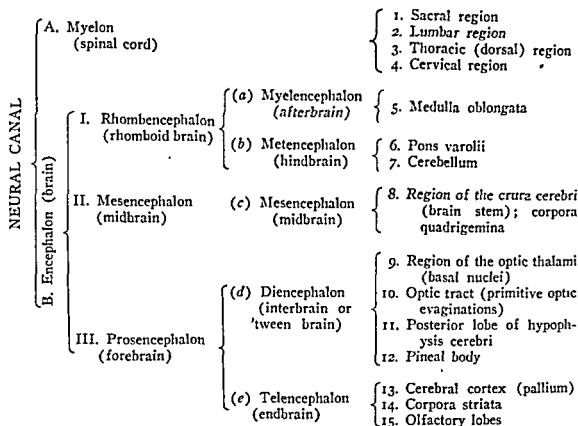 NEURAL CANAL
A. Myelon
(spinal cord)
1. Sacral region
2. Lumbar region
3. Thoracic (dorsal) region
4. Cervical region
B. Encephalon (brain)
I. Rhombencephalon
(rhomboid brain)
(a) Myelencephalon
(afterbrain)
5. Medulla oblongata
(b) Metencephalon
(hindbrain)
6. Pons varolii
7. Cerebellum
II. Mesencephalon
(midbrain)
(c) Mesencephalon
(midbrain)
8. Region of the crura cerebri
(brain stem); corpora
quadrigemina
III. Prosencephalon
(forebrain)
(d) Diencephalon
(interbrain or
'tween brain)
9. Region of the optic thalami
(basal nuclei)
10. Optic tract (primitive optic
evaginations)
11. Posterior lobe of hypoph-
ysis cerebri
12. Pineal body
(e) Telencephalon
(endbrain)
13. Cerebral cortex (pallium)
14. Corpora striata
15. Olfactory lobes